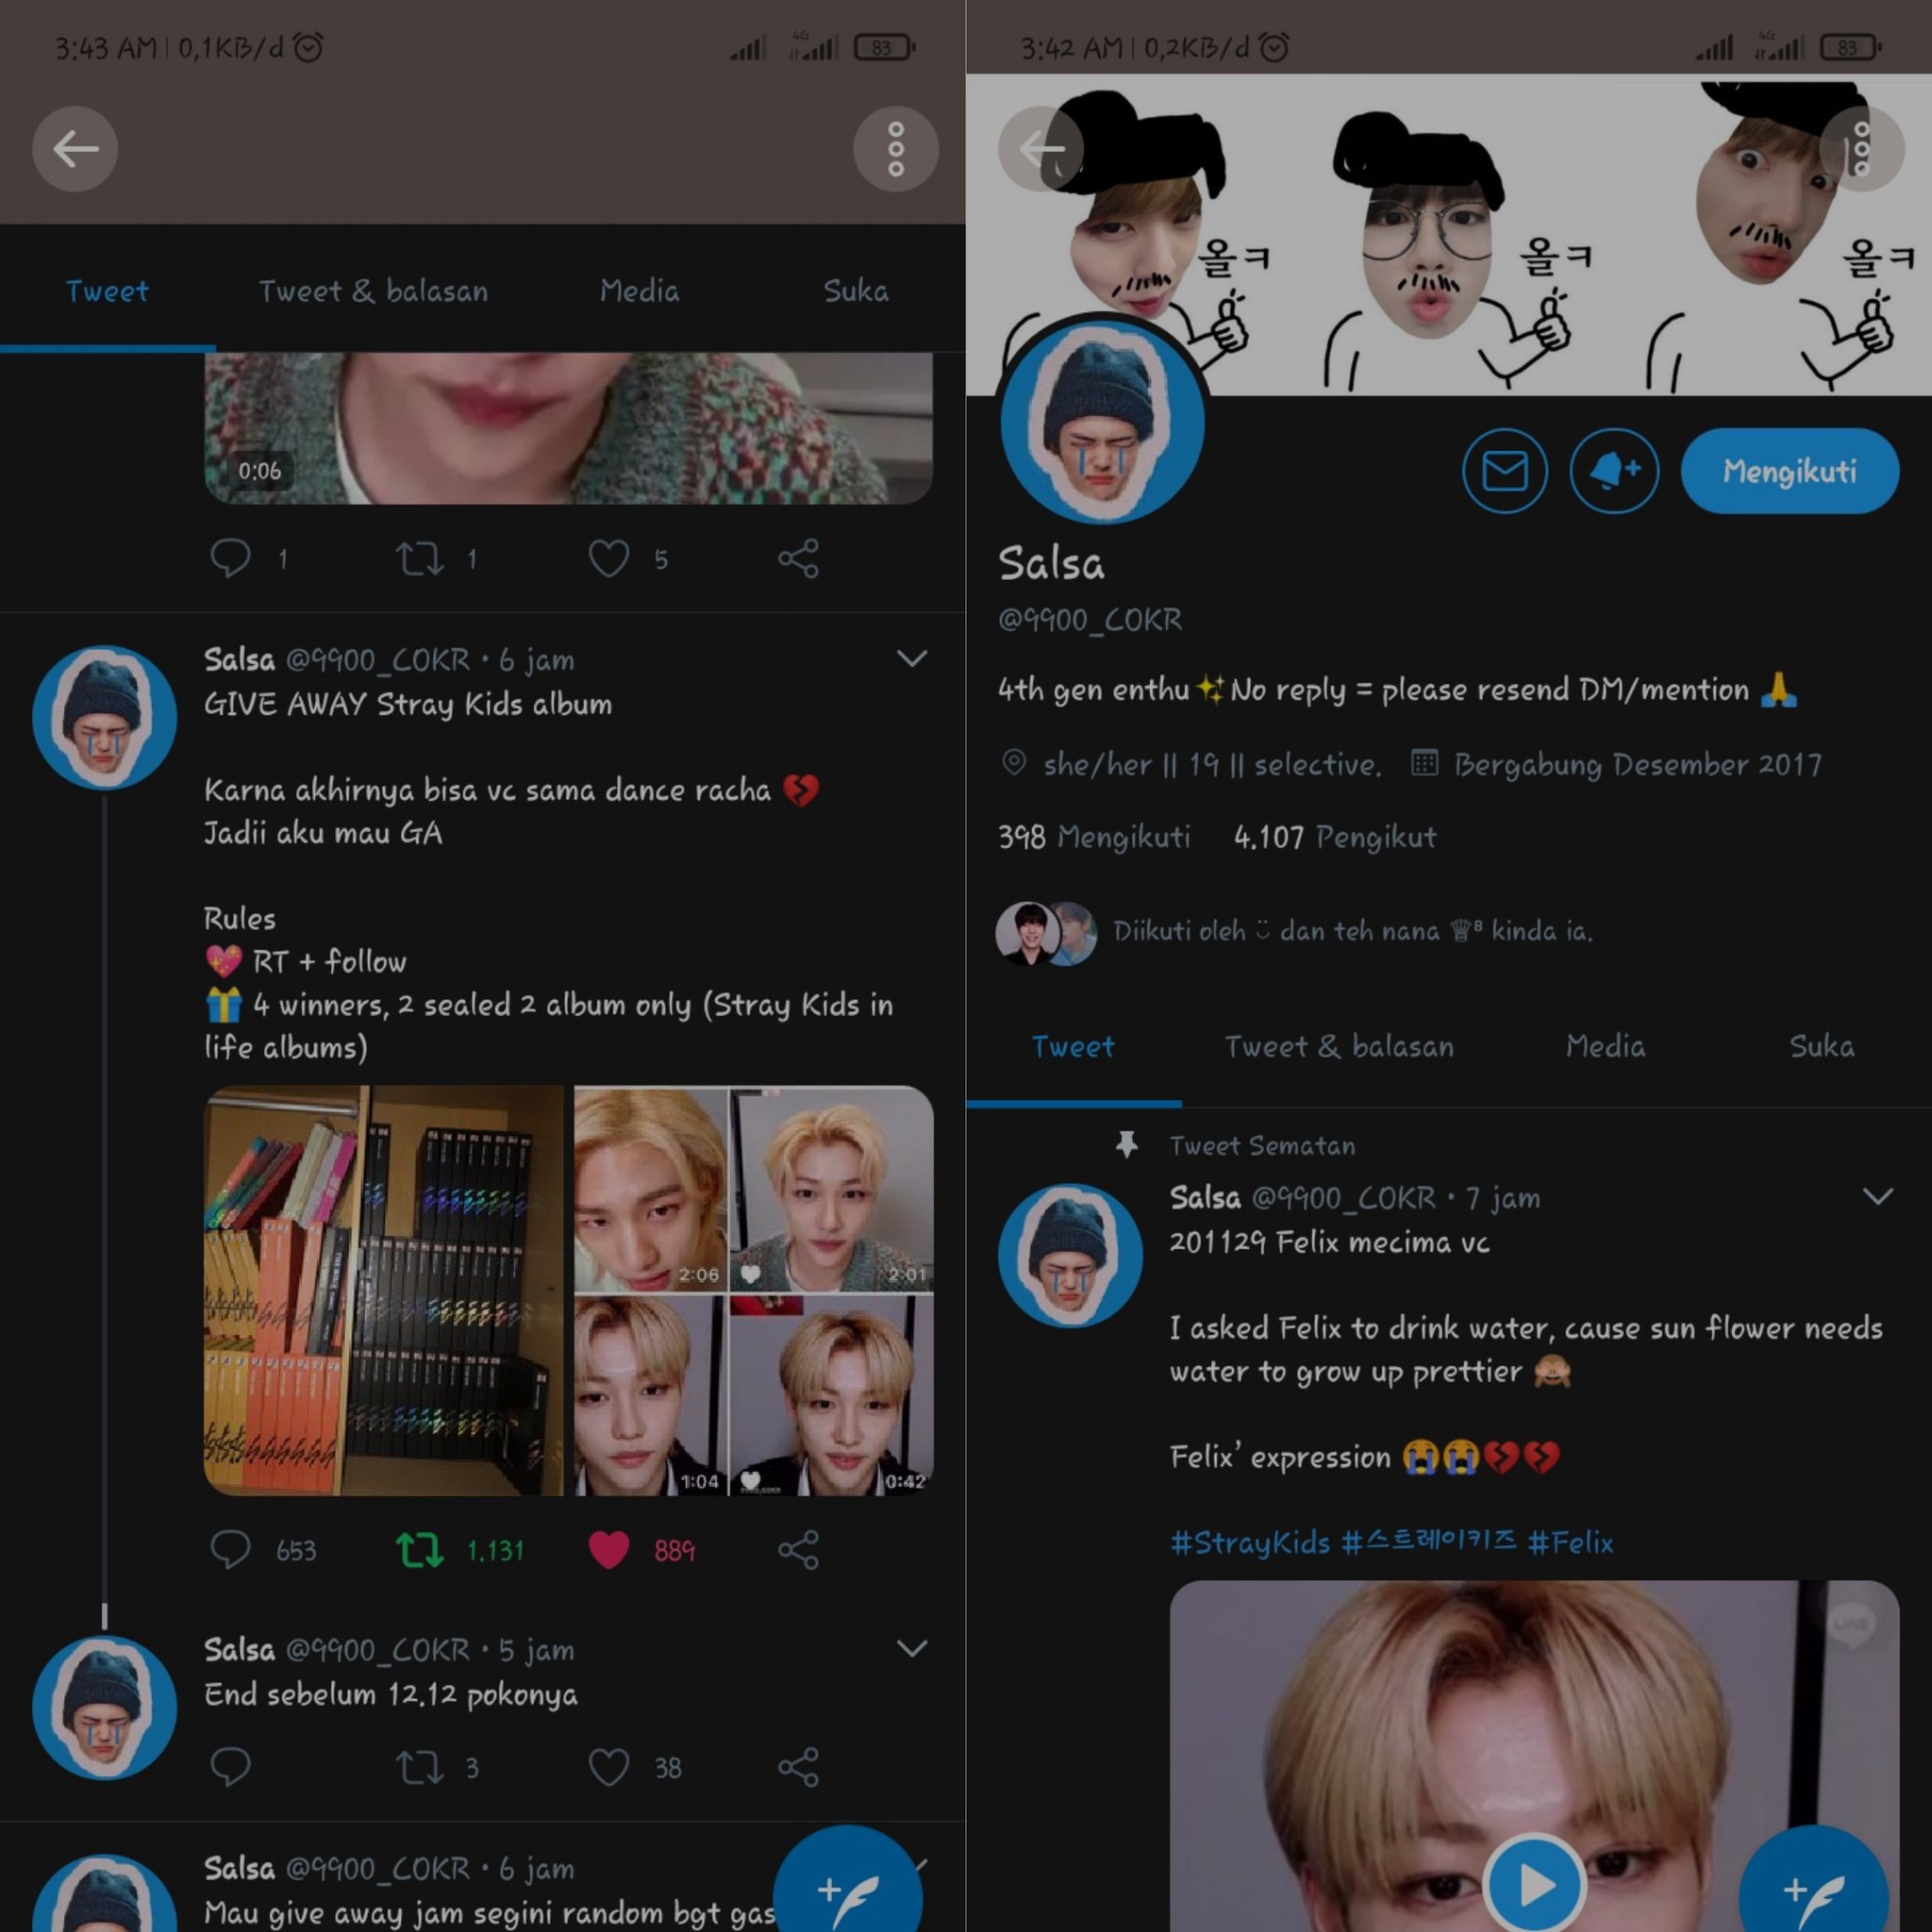 3:43 AM | 0,1KB/d
4G
83
Tweet
Tweet & balasan
Media
Suka
0:06
1
1
5
Salsa @9900_COKR • 6 jam
GIVE AWAY Stray Kids album
Karna akhirnya bisa vc sama dance racha 💔
Jadii aku mau GA
Rules
💖 RT + follow
🎁 4 winners, 2 sealed 2 album only (Stray Kids in
life albums)
2:06
2:01
1:04
0:42
653
1.131
889
Salsa @9900_COKR • 5 jam
End sebelum 12.12 pokonya
3
38
Salsa @9900_COKR • 6 jam
Mau give away jam segini random bgt gas
3:42 AM | 0,2KB/d
4G
83
올ㅋ
올ㅋ
올ㅋ
Mengikuti
Salsa
@9900_COKR
4th gen enthu✨No reply = please resend DM/mention 🙏
she/her || 19 || selective.
Bergabung Desember 2017
398 Mengikuti
4.107 Pengikut
Diikuti oleh ü dan teh nana ♛⁸ kinda ia.
Tweet
Tweet & balasan
Media
Suka
Tweet Sematan
Salsa @9900_COKR • 7 jam
201129 Felix mecima vc
I asked Felix to drink water, cause sun flower needs
water to grow up prettier 🙈
Felix' expression 😭😭💔💔
#StrayKids #스트레이키즈 #Felix
LINE